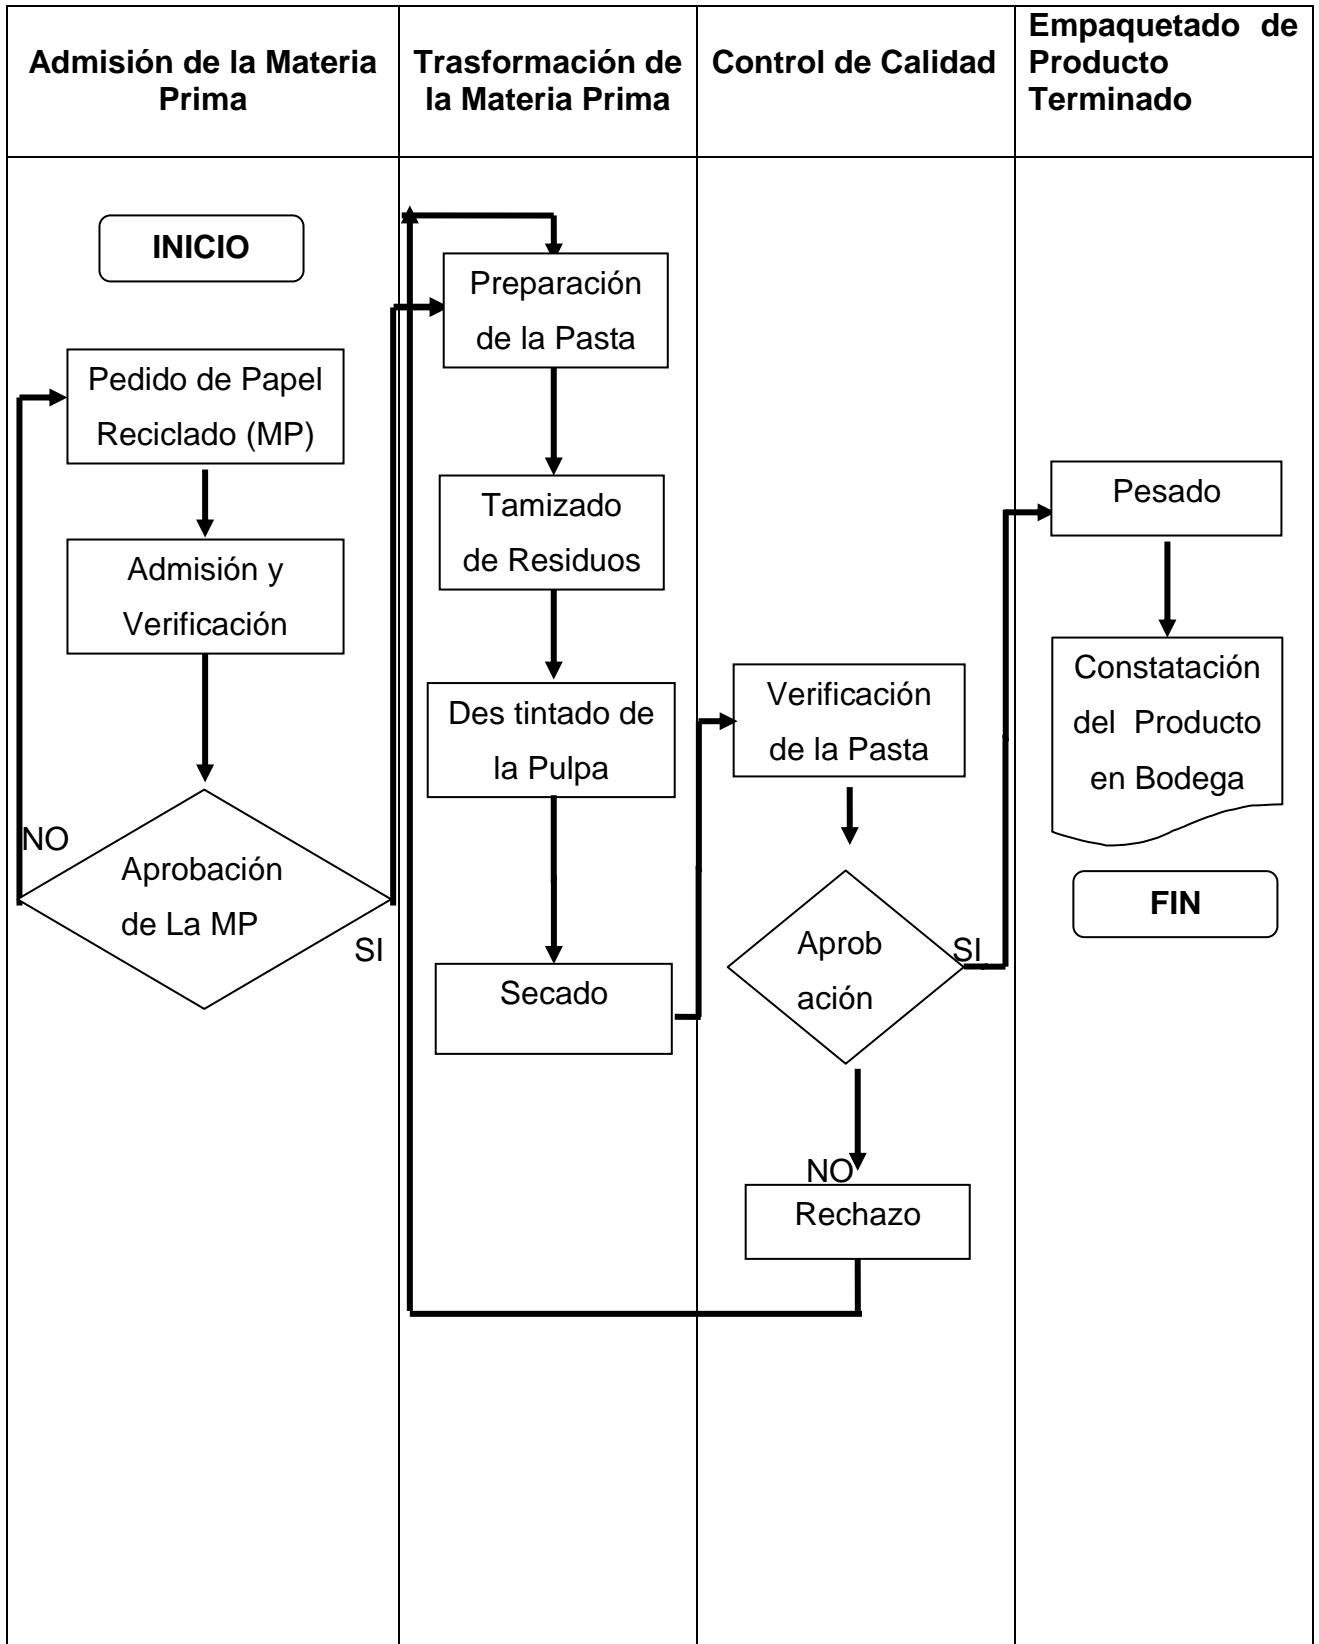 Admisión de la Materia
Prima
Trasformación de
la Materia Prima
Control de Calidad
Empaquetado de
Producto
Terminado
INICIO
Pedido de Papel
Reciclado (MP)
Admisión y
Verificación
NO
Aprobación
de La MP
SI
Preparación
de la Pasta
Tamizado
de Residuos
Des tintado de
la Pulpa
Secado
Verificación
de la Pasta
Aprob
ación
SI
NO
Rechazo
Pesado
Constatación
del Producto
en Bodega
FIN